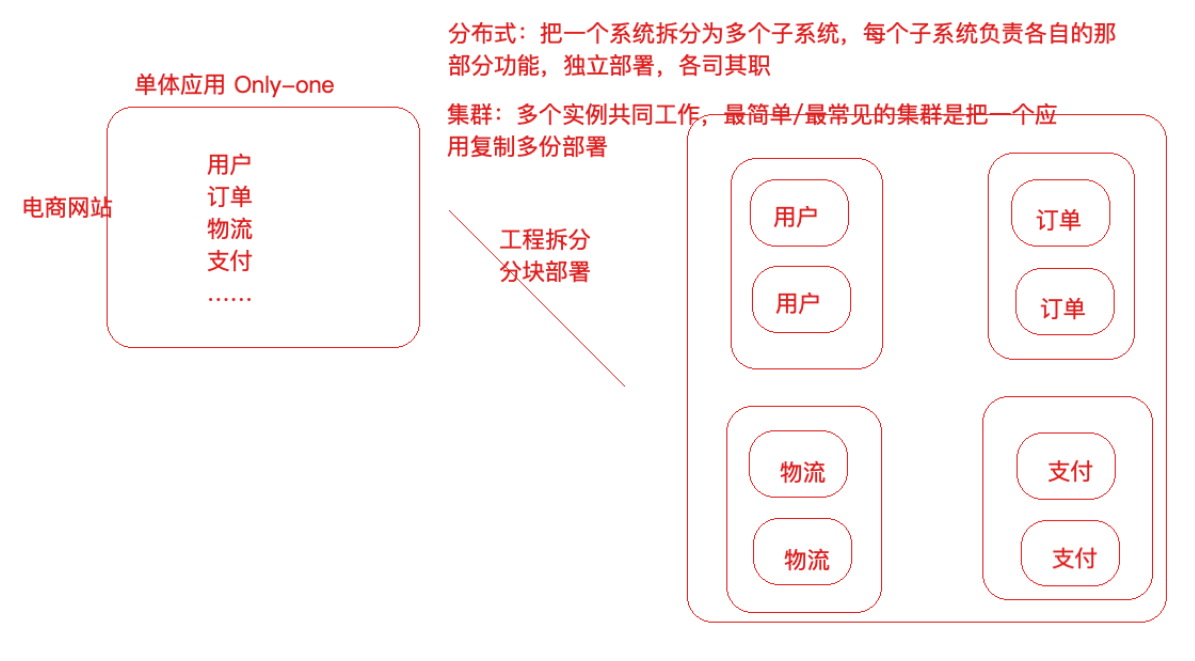 分布式：把一个系统拆分为多个子系统，每个子系统负责各自的那
部分功能，独立部署，各司其职
单体应用 Only-one
集群：多个实例共同工作，最简单/最常见的集群是把一个应
用复制多份部署
电商网站
用户
订单
物流
支付
……
工程拆分
分块部署
用户
用户
订单
订单
物流
物流
支付
支付